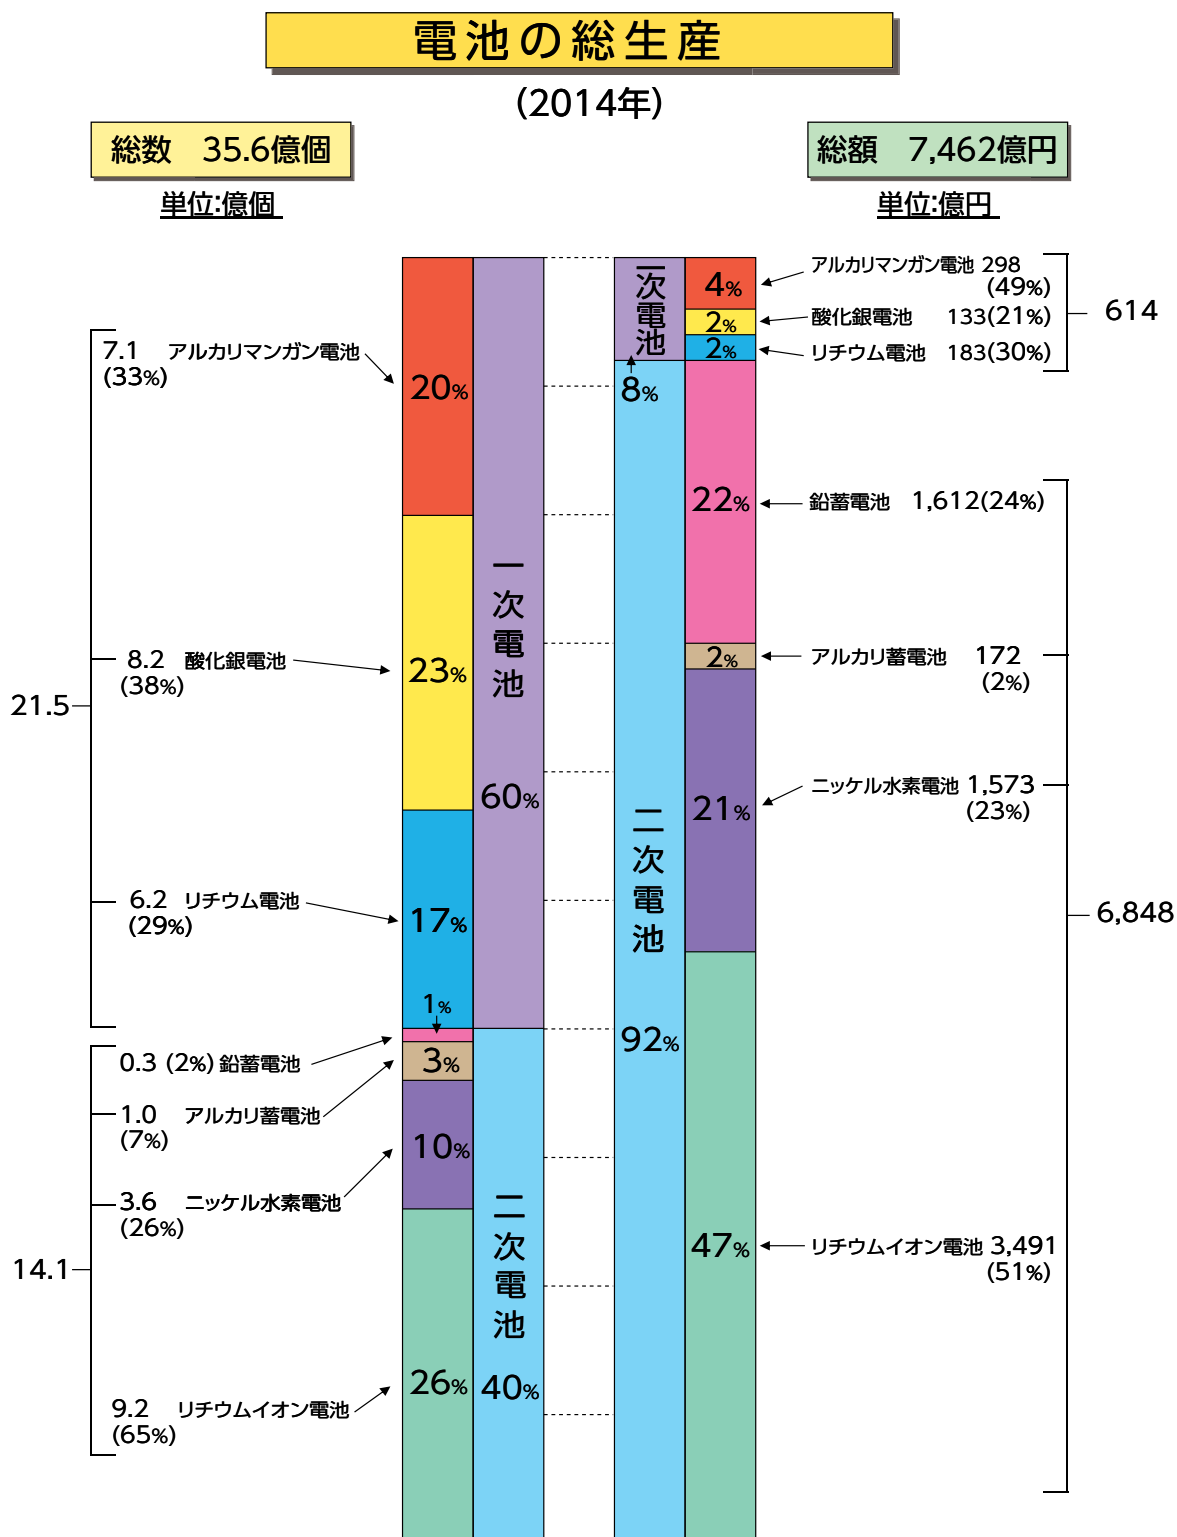 電池の総生産
(2014年)
総数　35.6億個
単位:億個
総額　7,462億円
単位:億円
7.1　アルカリマンガン電池
(33%)
8.2　酸化銀電池
(38%)
21.5
6.2　リチウム電池
(29%)
0.3 (2%) 鉛蓄電池
1.0　アルカリ蓄電池
(7%)
3.6　ニッケル水素電池
(26%)
14.1
9.2　リチウムイオン電池
(65%)
20%
23%
17%
1%
3%
10%
26%
一次電池
60%
二次電池
40%
一次電池
8%
二次電池
92%
4%
2%
2%
22%
2%
21%
47%
アルカリマンガン電池 298
(49%)
酸化銀電池　133(21%)
リチウム電池　183(30%)
614
鉛蓄電池　1,612(24%)
アルカリ蓄電池　172
(2%)
ニッケル水素電池 1,573
(23%)
6,848
リチウムイオン電池 3,491
(51%)